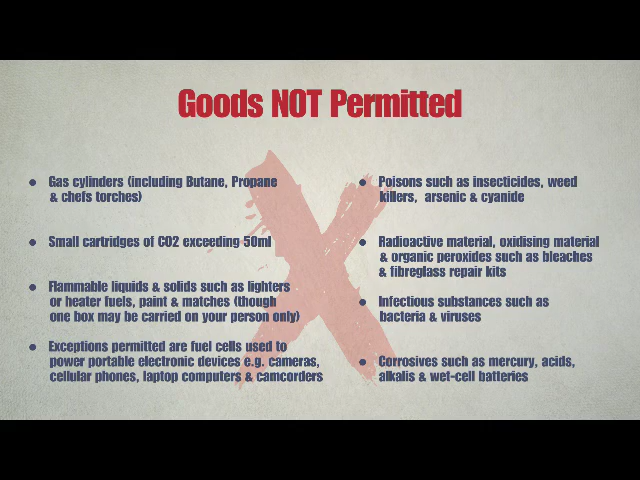 Goods NOT Permitted
● Gas cylinders (including Butane, Propane
& chefs torches)
● Small cartridges of CO2 exceeding 50ml
● Flammable liquids & solids such as lighters
or heater fuels, paint & matches (though
one box may be carried on your person only)
● Exceptions permitted are fuel cells used to
power portable electronic devices e.g. cameras,
cellular phones, laptop computers & camcorders
● Poisons such as insecticides, weed
killers, arsenic & cyanide
● Radioactive material, oxidising material
& organic peroxides such as bleaches
& fibreglass repair kits
● Infectious substances such as
bacteria & viruses
● Corrosives such as mercury, acids,
alkalis & wet-cell batteries